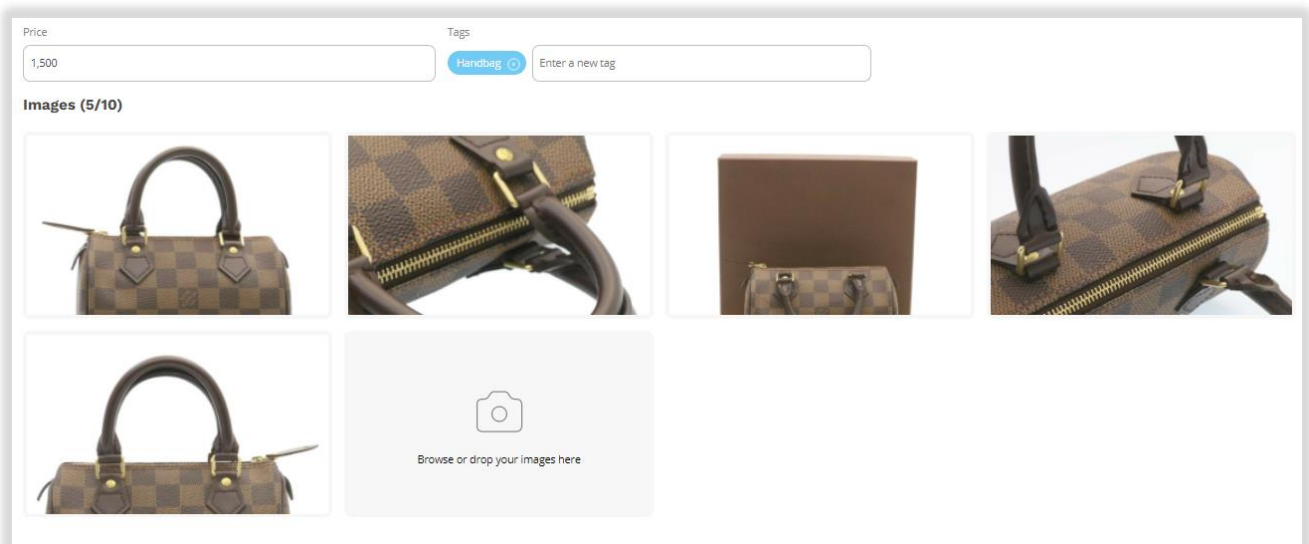 Price
Tags
1,500
Handbag
Enter a new tag
Images (5/10)
Browse or drop your images here